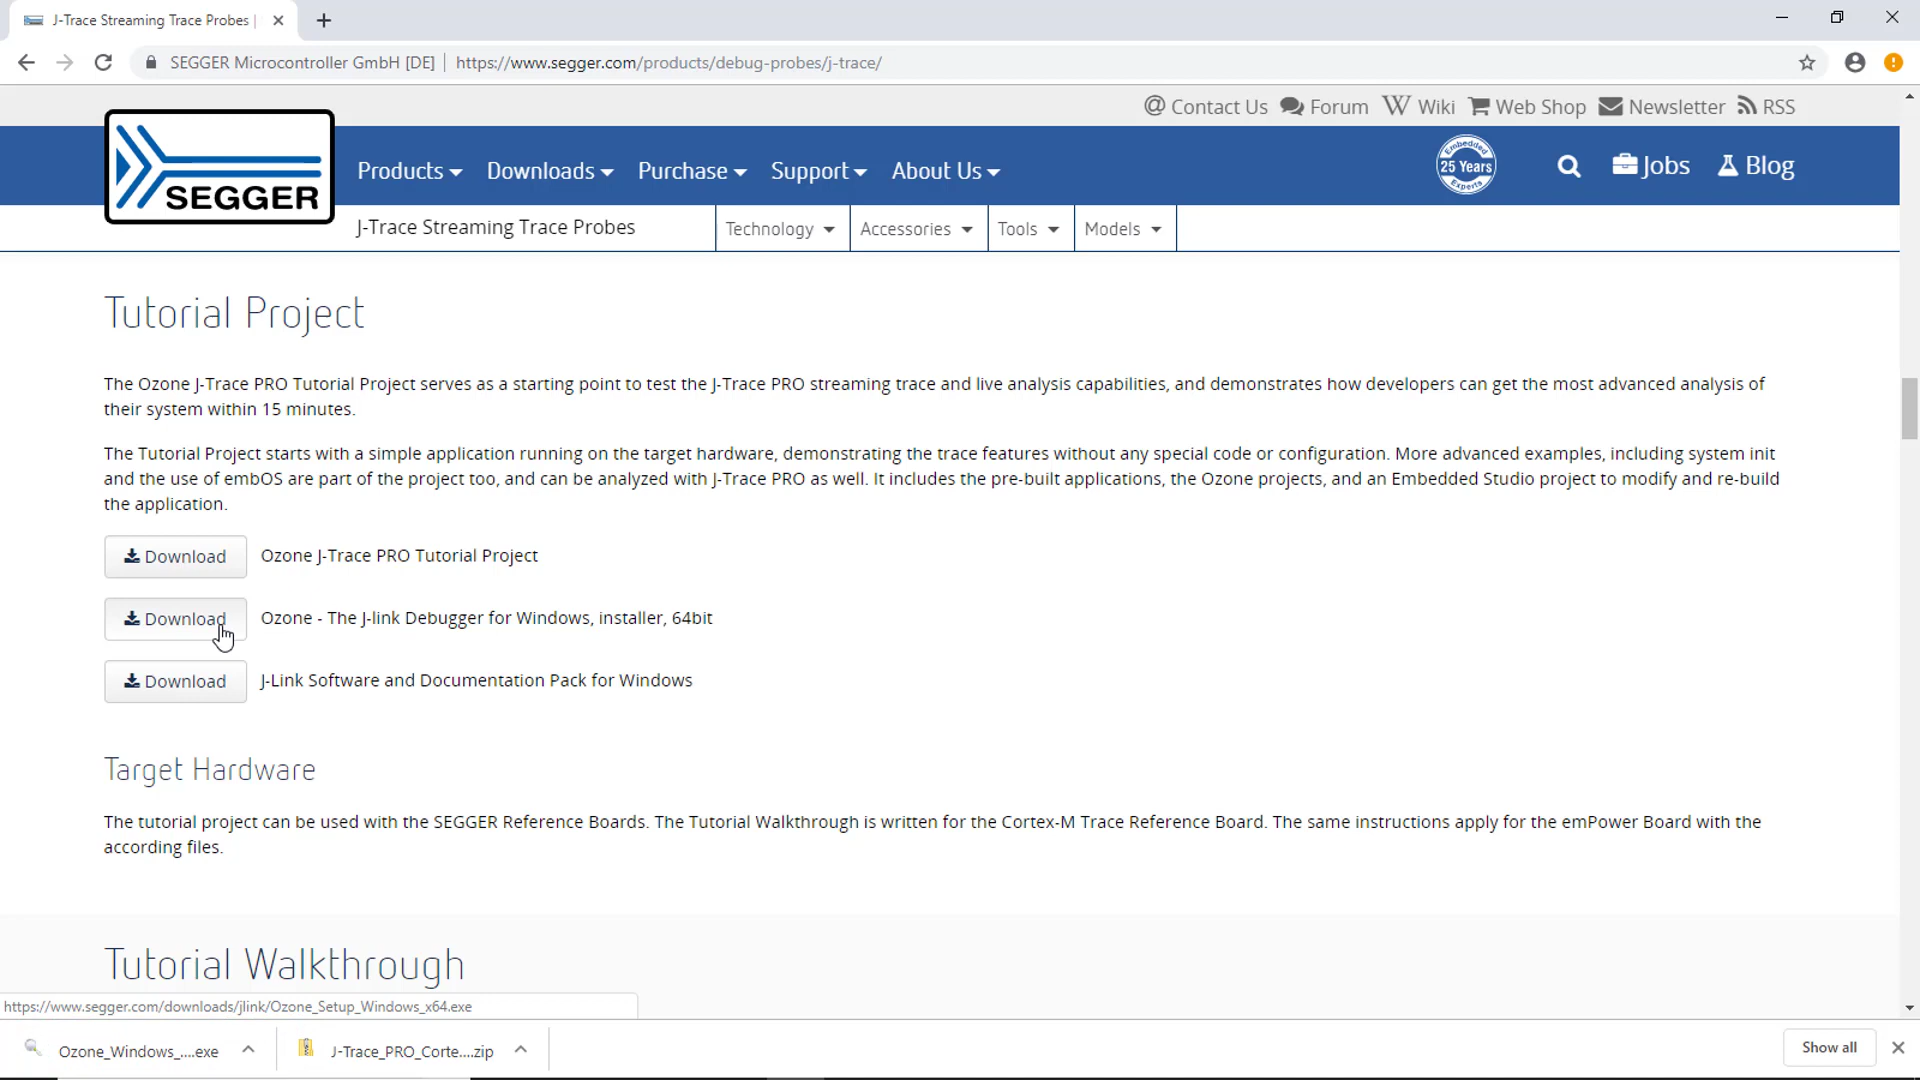 J-Trace Streaming Trace Probes |
SEGGER Microcontroller GmbH [DE] | https://www.segger.com/products/debug-probes/j-trace/
Contact Us Forum Wiki Web Shop Newsletter RSS
SEGGER
Products Downloads Purchase Support About Us
Embedded
25 Years
Experts
Jobs Blog
J-Trace Streaming Trace Probes Technology Accessories Tools Models
Tutorial Project
The Ozone J-Trace PRO Tutorial Project serves as a starting point to test the J-Trace PRO streaming trace and live analysis capabilities, and demonstrates how developers can get the most advanced analysis of
their system within 15 minutes.
The Tutorial Project starts with a simple application running on the target hardware, demonstrating the trace features without any special code or configuration. More advanced examples, including system init
and the use of embOS are part of the project too, and can be analyzed with J-Trace PRO as well. It includes the pre-built applications, the Ozone projects, and an Embedded Studio project to modify and re-build
the application.
Download Ozone J-Trace PRO Tutorial Project
Download Ozone - The J-link Debugger for Windows, installer, 64bit
Download J-Link Software and Documentation Pack for Windows
Target Hardware
The tutorial project can be used with the SEGGER Reference Boards. The Tutorial Walkthrough is written for the Cortex-M Trace Reference Board. The same instructions apply for the emPower Board with the
according files.
Tutorial Walkthrough
https://www.segger.com/downloads/jlink/Ozone_Setup_Windows_x64.exe
Ozone_Windows_....exe J-Trace_PRO_Corte....zip Show all